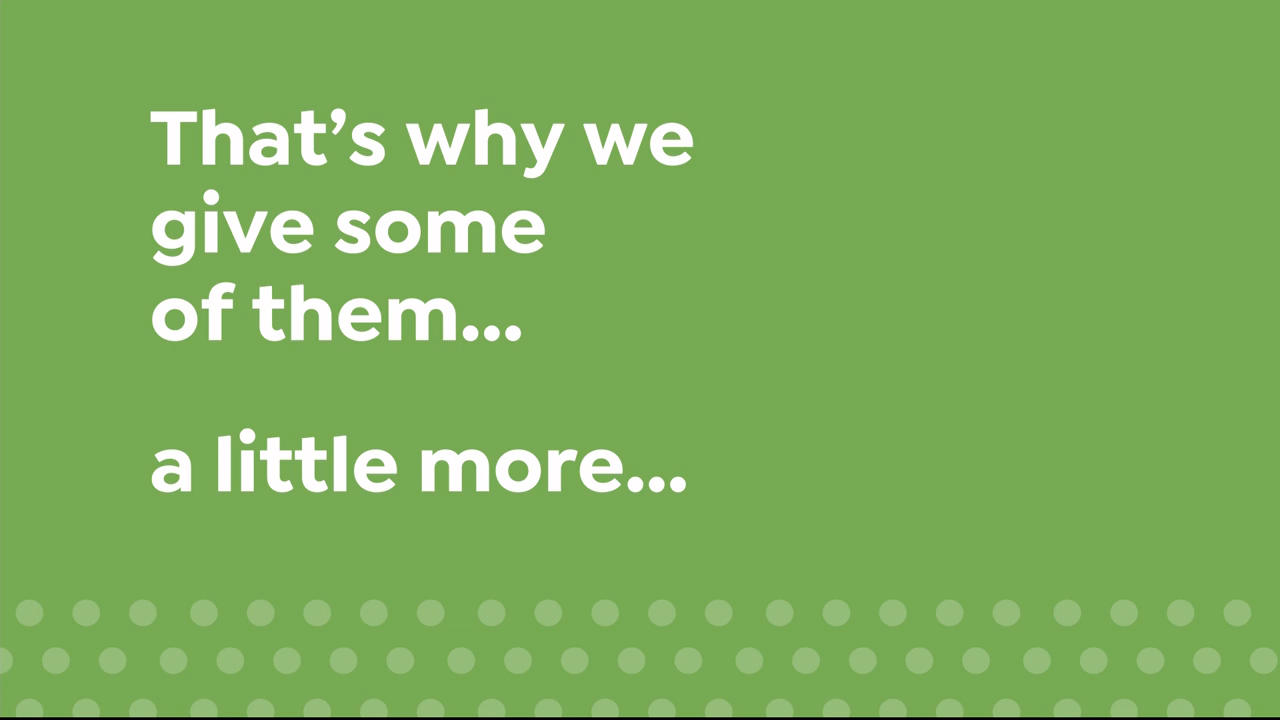 That’s why we
give some
of them...
a little more...